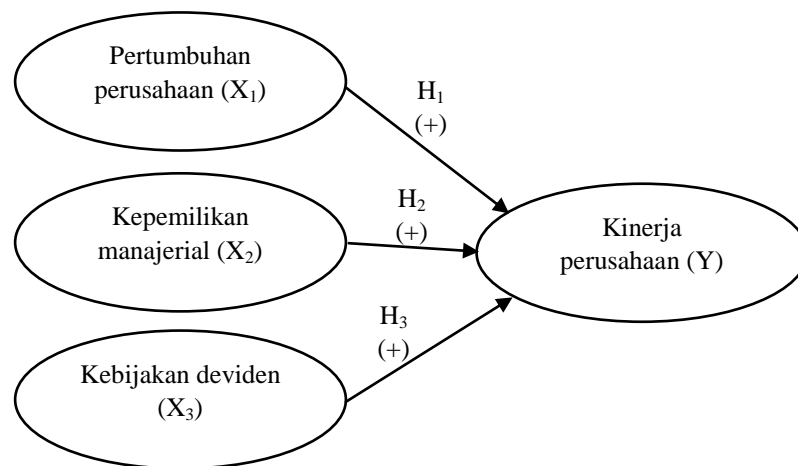 Pertumbuhan
perusahaan (X₁)
H₁
(+)
Kepemilikan
manajerial (X₂)
H₂
(+)
Kinerja
perusahaan (Y)
H₃
(+)
Kebijakan deviden
(X₃)